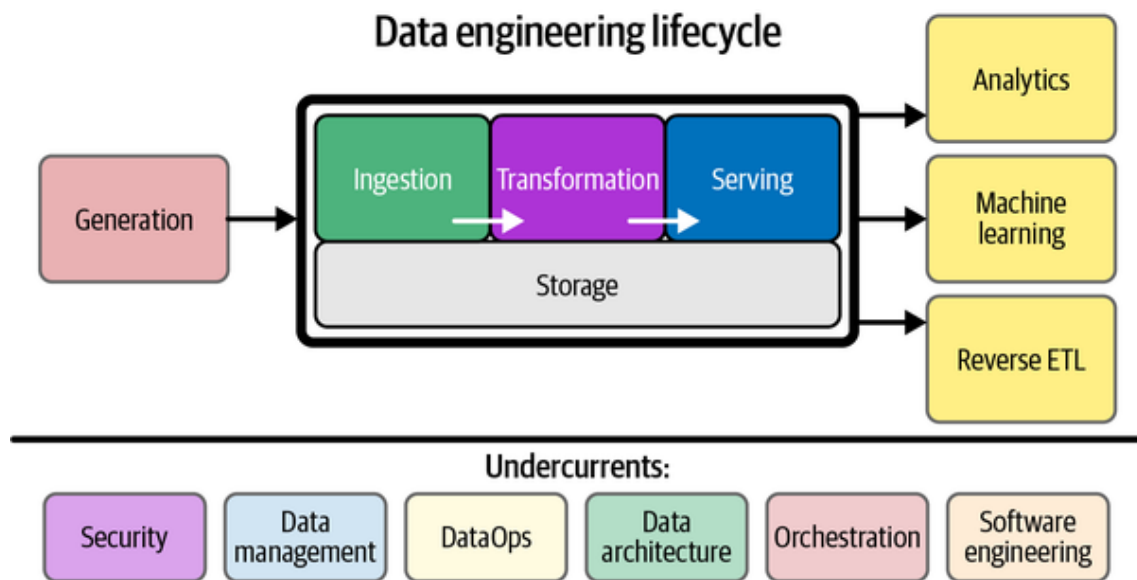 Data engineering lifecycle
Generation
Ingestion
Transformation
Serving
Storage
Analytics
Machine
learning
Reverse ETL
Undercurrents:
Security
Data
management
DataOps
Data
architecture
Orchestration
Software
engineering